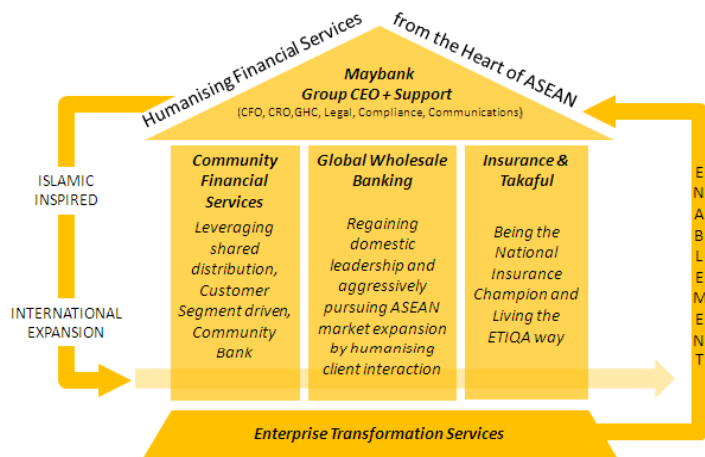 Humanising Financial Services
from the Heart of ASEAN
Maybank
Group CEO + Support
(CFO, CRO,GHC, Legal, Compliance, Communications)
ISLAMIC
INSPIRED
INTERNATIONAL
EXPANSION
Community
Financial
Services
Leveraging
shared
distribution,
Customer
Segment driven,
Community
Bank
Global Wholesale
Banking
Regaining
domestic
leadership and
aggressively
pursuing ASEAN
market expansion
by humanising
client interaction
Insurance &
Takaful
Being the
National
Insurance
Champion and
Living the
ETIQA way
ENABLEMENT
Enterprise Transformation Services